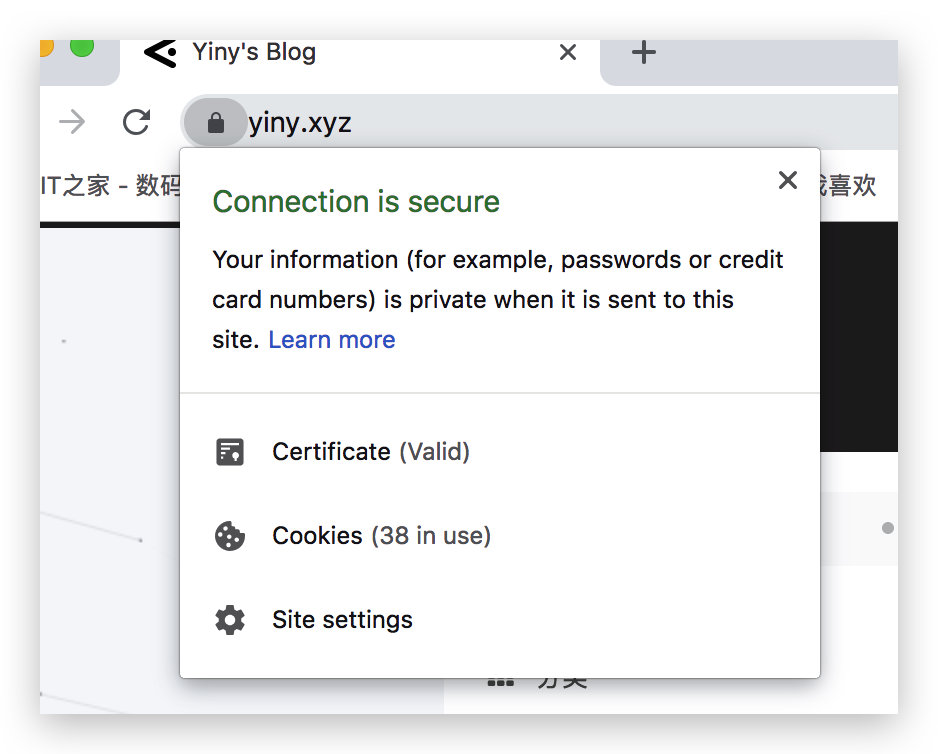 Yiny's Blog
yiny.xyz
IT之家 - 数码
喜欢
Connection is secure
Your information (for example, passwords or credit
card numbers) is private when it is sent to this
site. Learn more
Certificate (Valid)
Cookies (38 in use)
Site settings